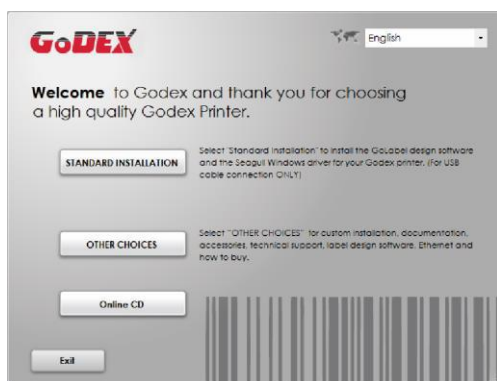 GoDEX
English
Welcome to Godex and thank you for choosing
a high quality Godex Printer.
STANDARD INSTALLATION
Select "Standard Installation" to install the GoLabel design software
and the Seagull Windows driver for your Godex printer. (For USB
cable connection ONLY)
OTHER CHOICES
Select "OTHER CHOICES" for custom installation, documentation,
accessories, technical support, label design software, Ethernet and
how to buy.
Online CD
Exit